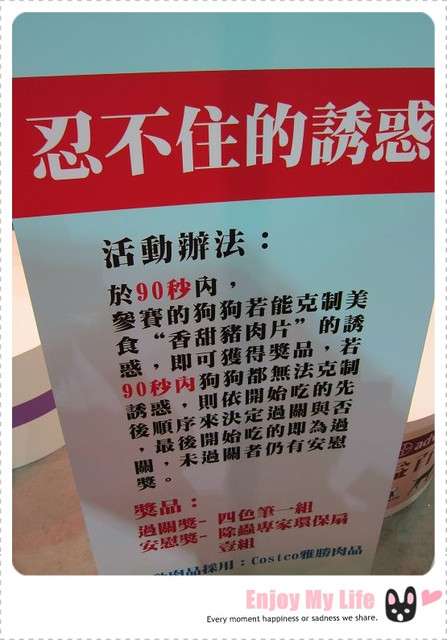 忍不住的誘惑
活動辦法：
於90秒內，
參賽的狗狗若能克制美
食“香甜豬肉片”的誘
惑，即可獲得獎品，若
90秒內狗狗都無法克制
誘惑，則依開始吃的先
後順序來決定過關與否
，最後開始吃的即為過
關，未過關者仍有安慰
獎。
獎品：
過關獎- 四色筆一組
安慰獎- 除蟲專家環保扇
壹組
肉品採用：Costco雅勝肉品
Enjoy My Life
Every moment happiness or sadness we share.